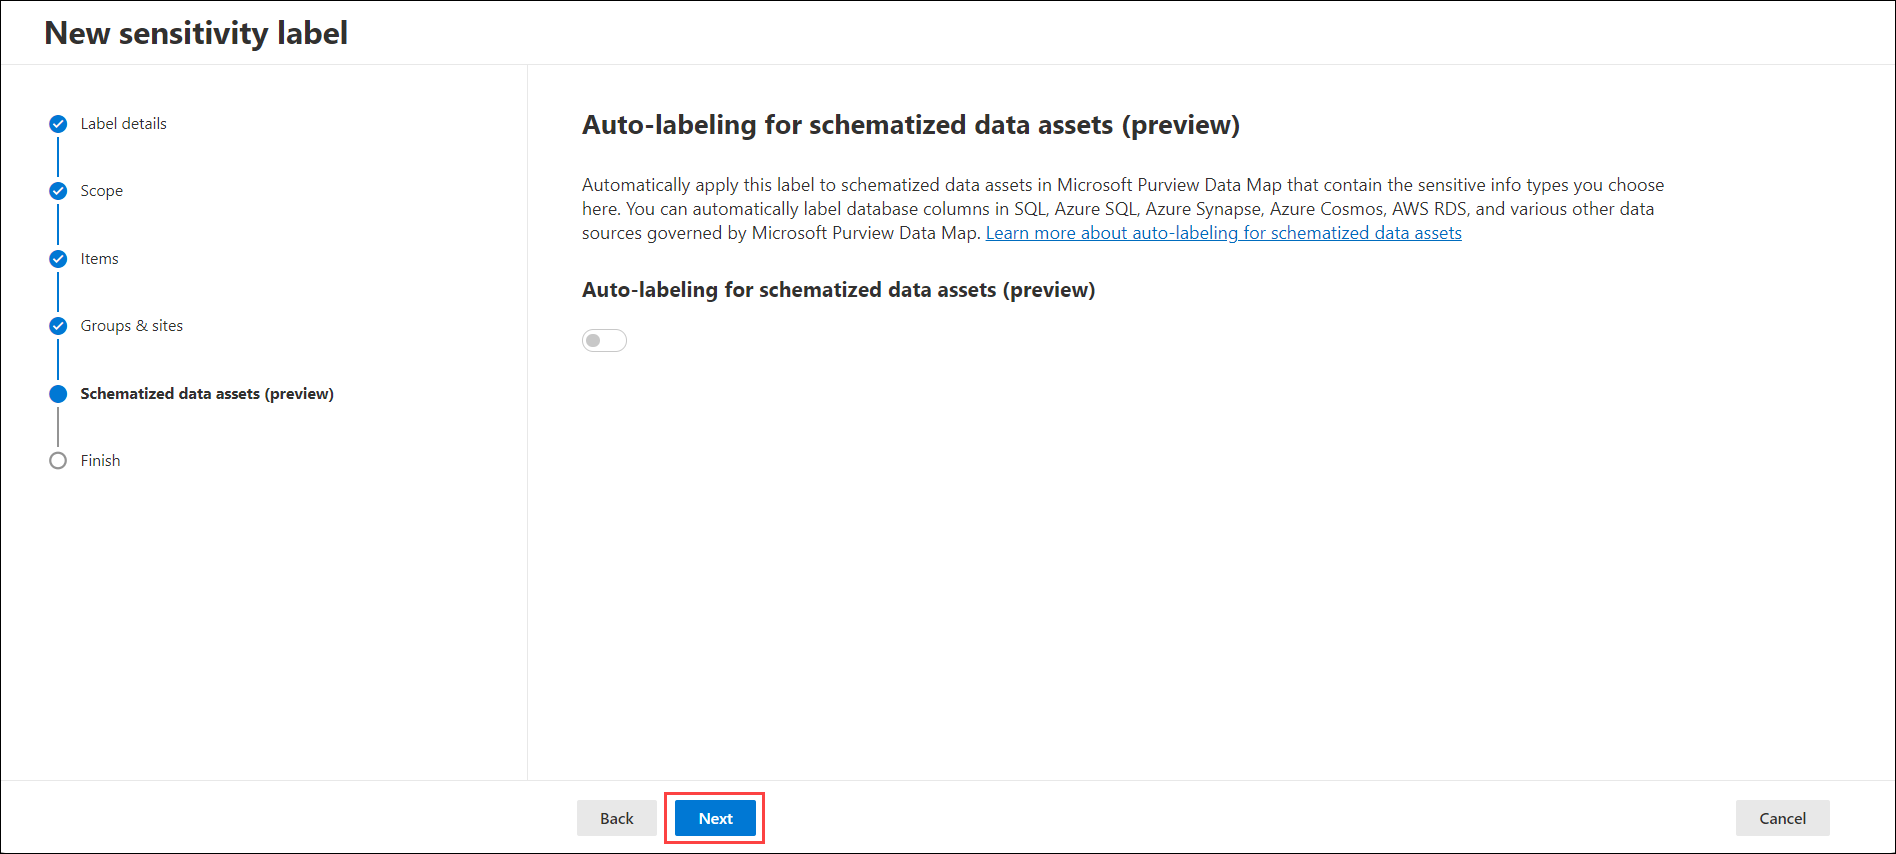 New sensitivity label
Label details
Scope
Items
Groups & sites
Schematized data assets (preview)
Finish
Auto-labeling for schematized data assets (preview)
Automatically apply this label to schematized data assets in Microsoft Purview Data Map that contain the sensitive info types you choose
here. You can automatically label database columns in SQL, Azure SQL, Azure Synapse, Azure Cosmos, AWS RDS, and various other data
sources governed by Microsoft Purview Data Map. Learn more about auto-labeling for schematized data assets
Auto-labeling for schematized data assets (preview)
Back
Next
Cancel